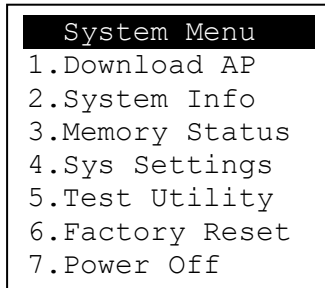 System Menu
1.Download AP
2.System Info
3.Memory Status
4.Sys Settings
5.Test Utility
6.Factory Reset
7.Power Off